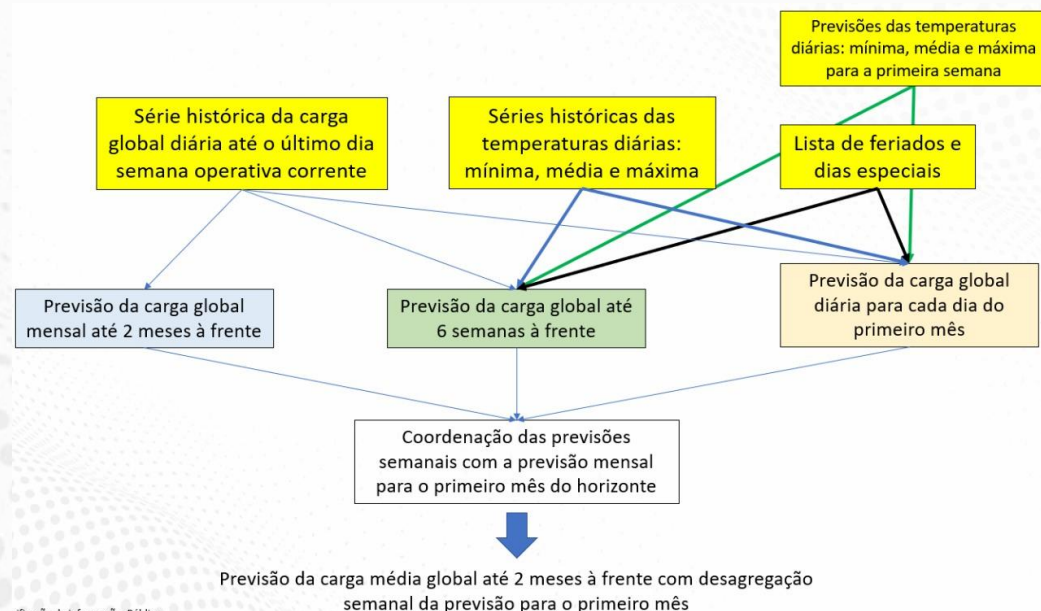 Previsões das temperaturas
diárias: mínima, média e máxima
para a primeira semana
Série histórica da carga
global diária até o último dia
semana operativa corrente
Séries históricas das
temperaturas diárias:
mínima, média e máxima
Lista de feriados e
dias especiais
Previsão da carga global
mensal até 2 meses à frente
Previsão da carga global até
6 semanas à frente
Previsão da carga global
diária para cada dia do
primeiro mês
Coordenação das previsões
semanais com a previsão mensal
para o primeiro mês do horizonte
Previsão da carga média global até 2 meses à frente com desagregação
semanal da previsão para o primeiro mês